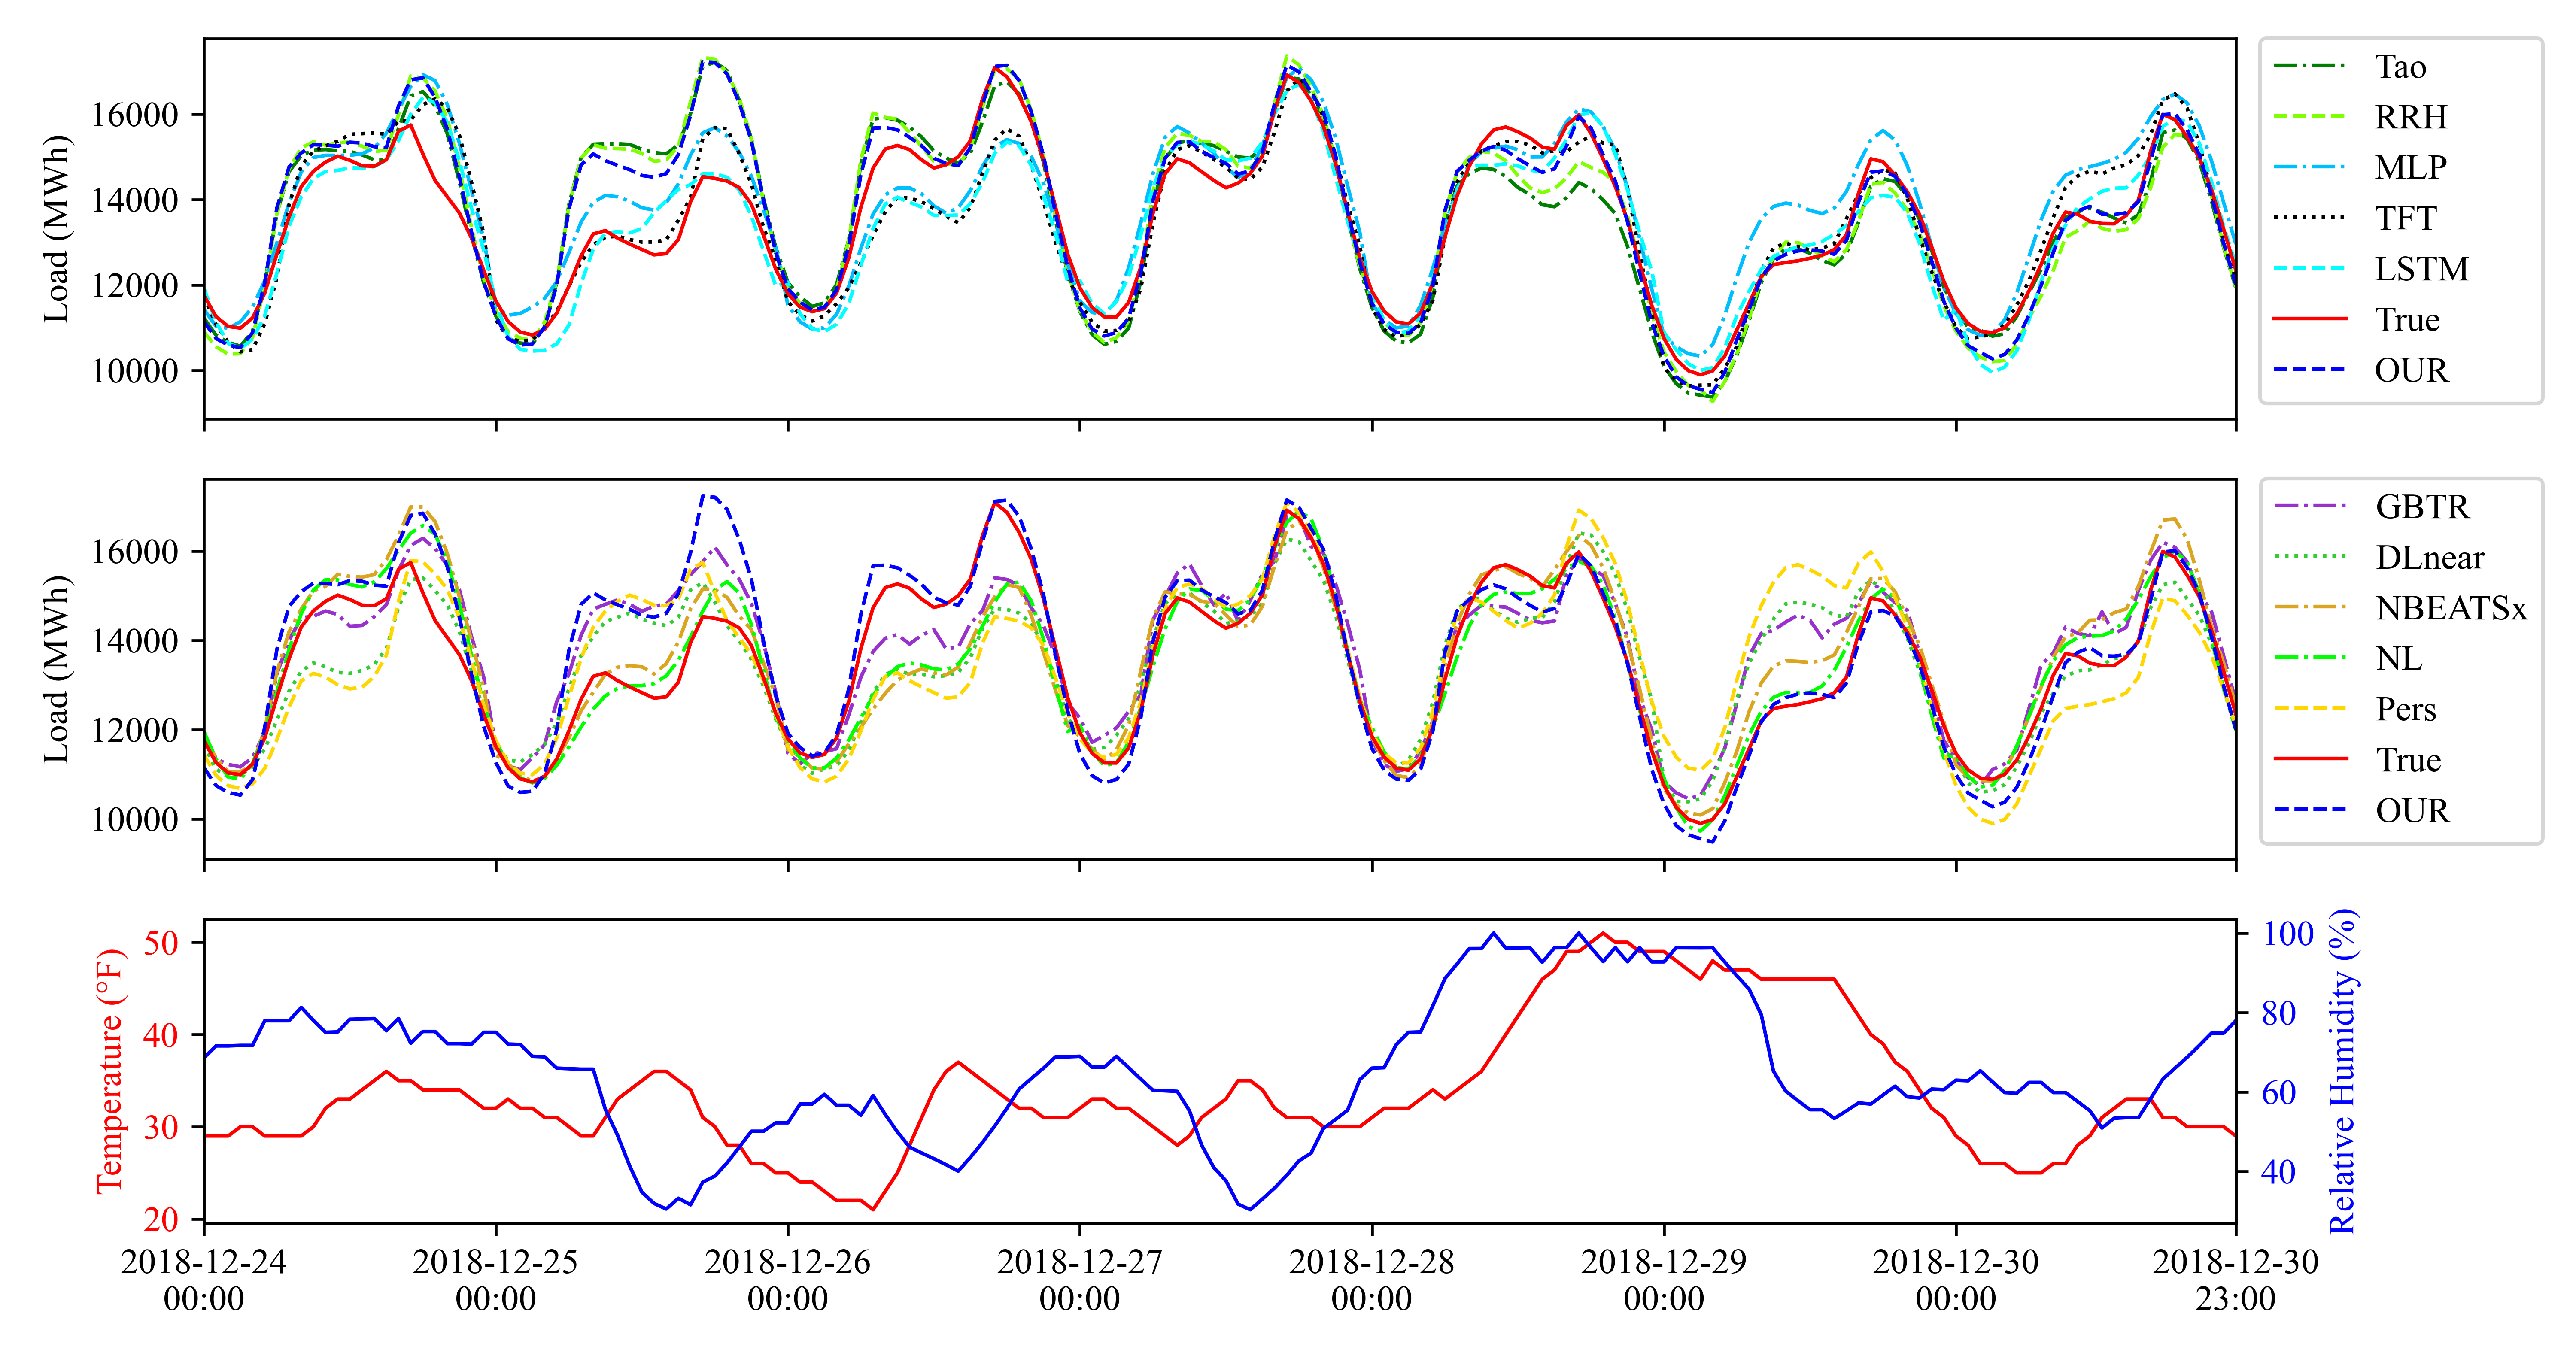 Load (MWh)
16000
14000
12000
10000
Tao
RRH
MLP
TFT
LSTM
True
OUR
Load (MWh)
16000
14000
12000
10000
GBTR
DLnear
NBEATSx
NL
Pers
True
OUR
Temperature (°F)
50
40
30
20
100
80
60
40
Relative Humidity (%)
2018-12-24
00:00
2018-12-25
00:00
2018-12-26
00:00
2018-12-27
00:00
2018-12-28
00:00
2018-12-29
00:00
2018-12-30
00:00
2018-12-30
23:00